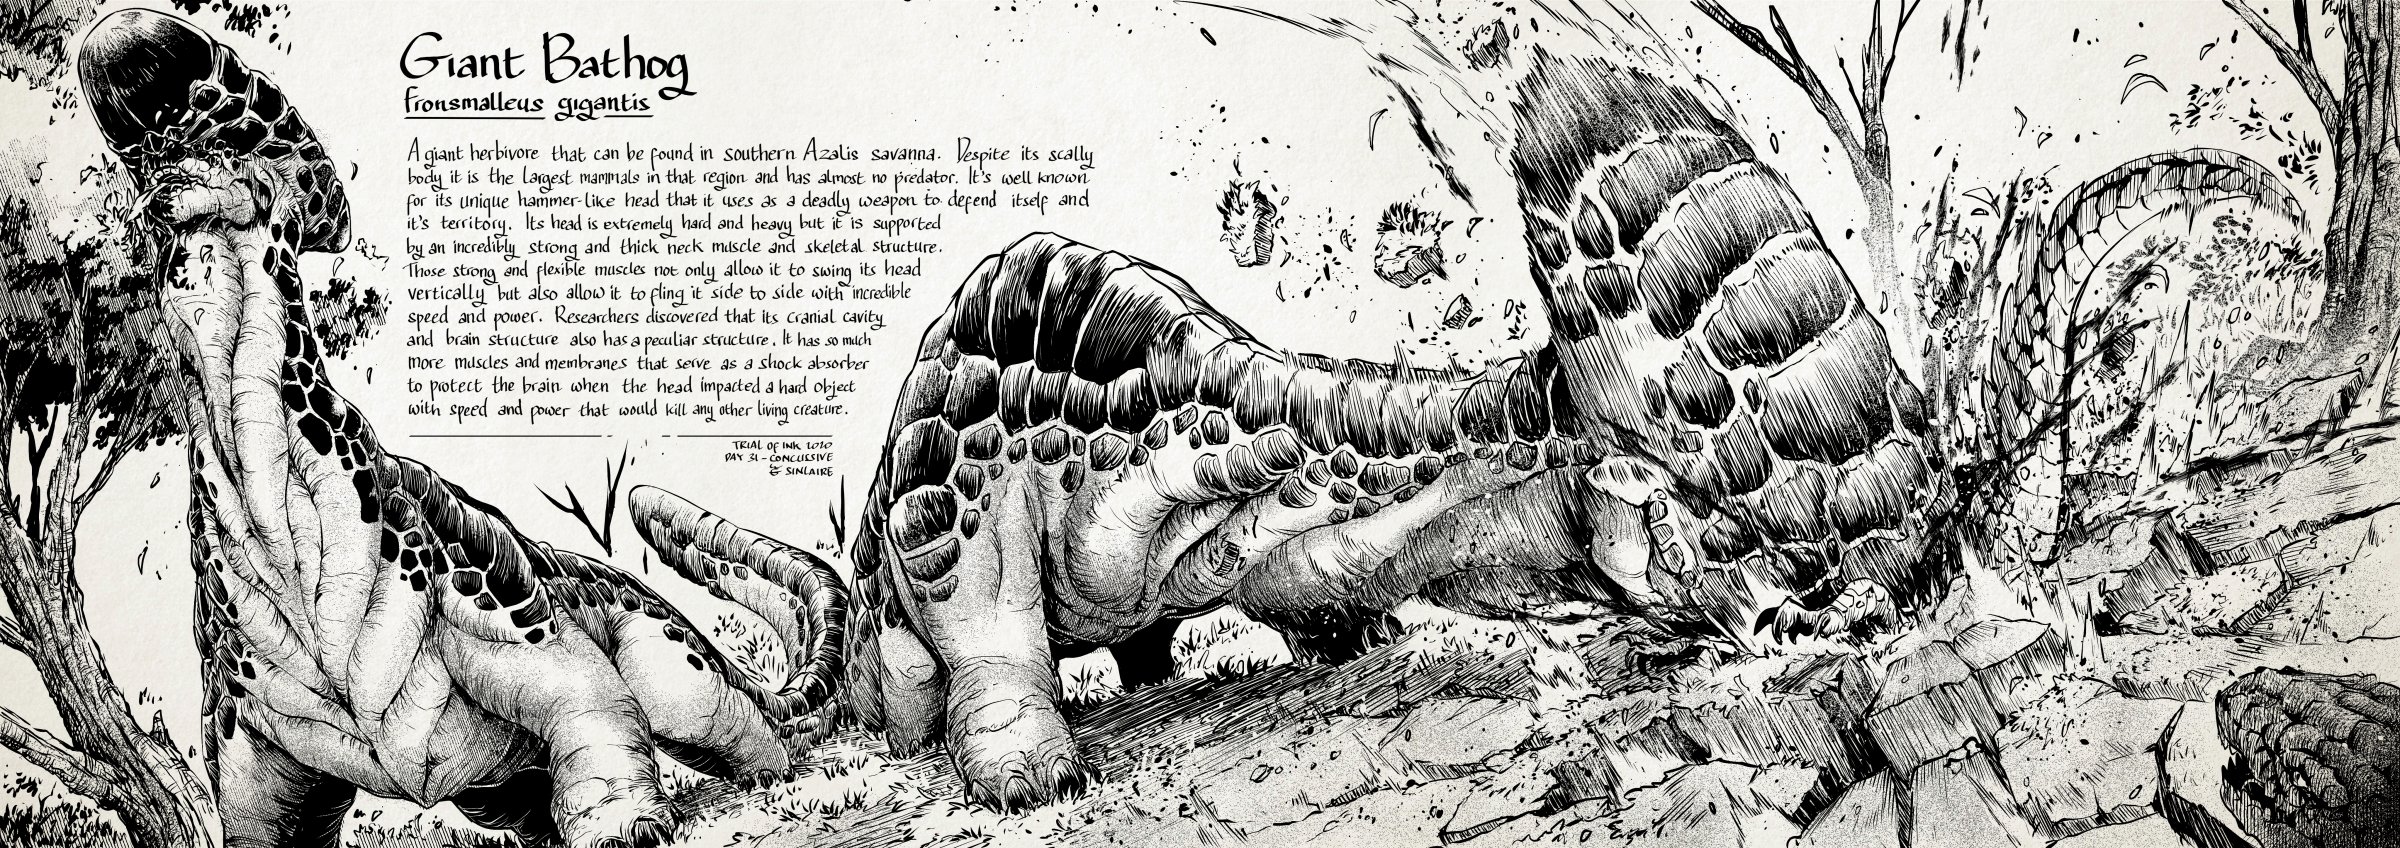 Giant Bathog
fronsmalleus gigantis
A giant herbivore that can be found in southern Azalis savanna. Despite its scally
body it is the largest mammals in that region and has almost no predator. It's well known
for its unique hammer-like head that it uses as a deadly weapon to defend itself and
it's territory. Its head is extremely hard and heavy but it is supported
by an incredibly strong and thick neck muscle and skeletal structure.
Those strong and flexible muscles not only allow it to swing its head
vertically but also allow it to fling it side to side with incredible
speed and power. Researchers discovered that its cranial cavity
and brain structure also has a peculiar structure. It has so much
more muscles and membranes that serve as a shock absorber
to protect the brain when the head impacted a hard object
with speed and power that would kill any other living creature.
TRIAL OF INK 2020
DAY 31 - CONCUSSIVE
SINLAIRE